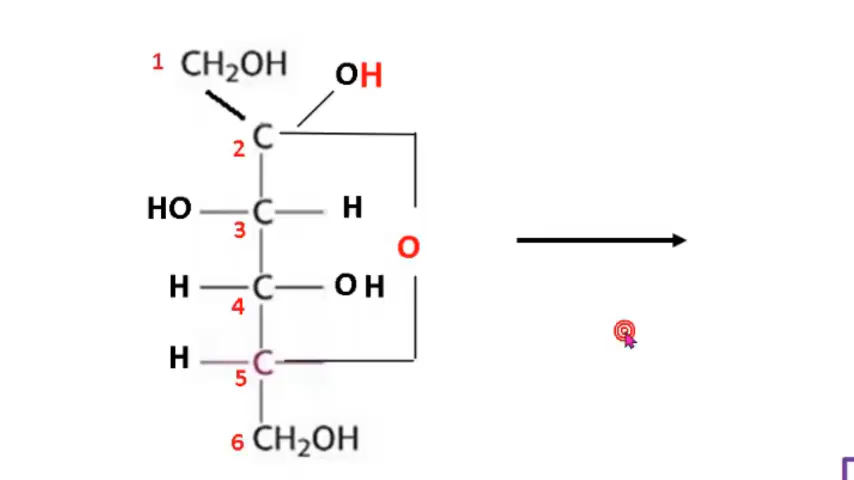 1 CH₂OH OH
2 C
HO C H
3
O
H C OH
4
H C
5
6 CH₂OH